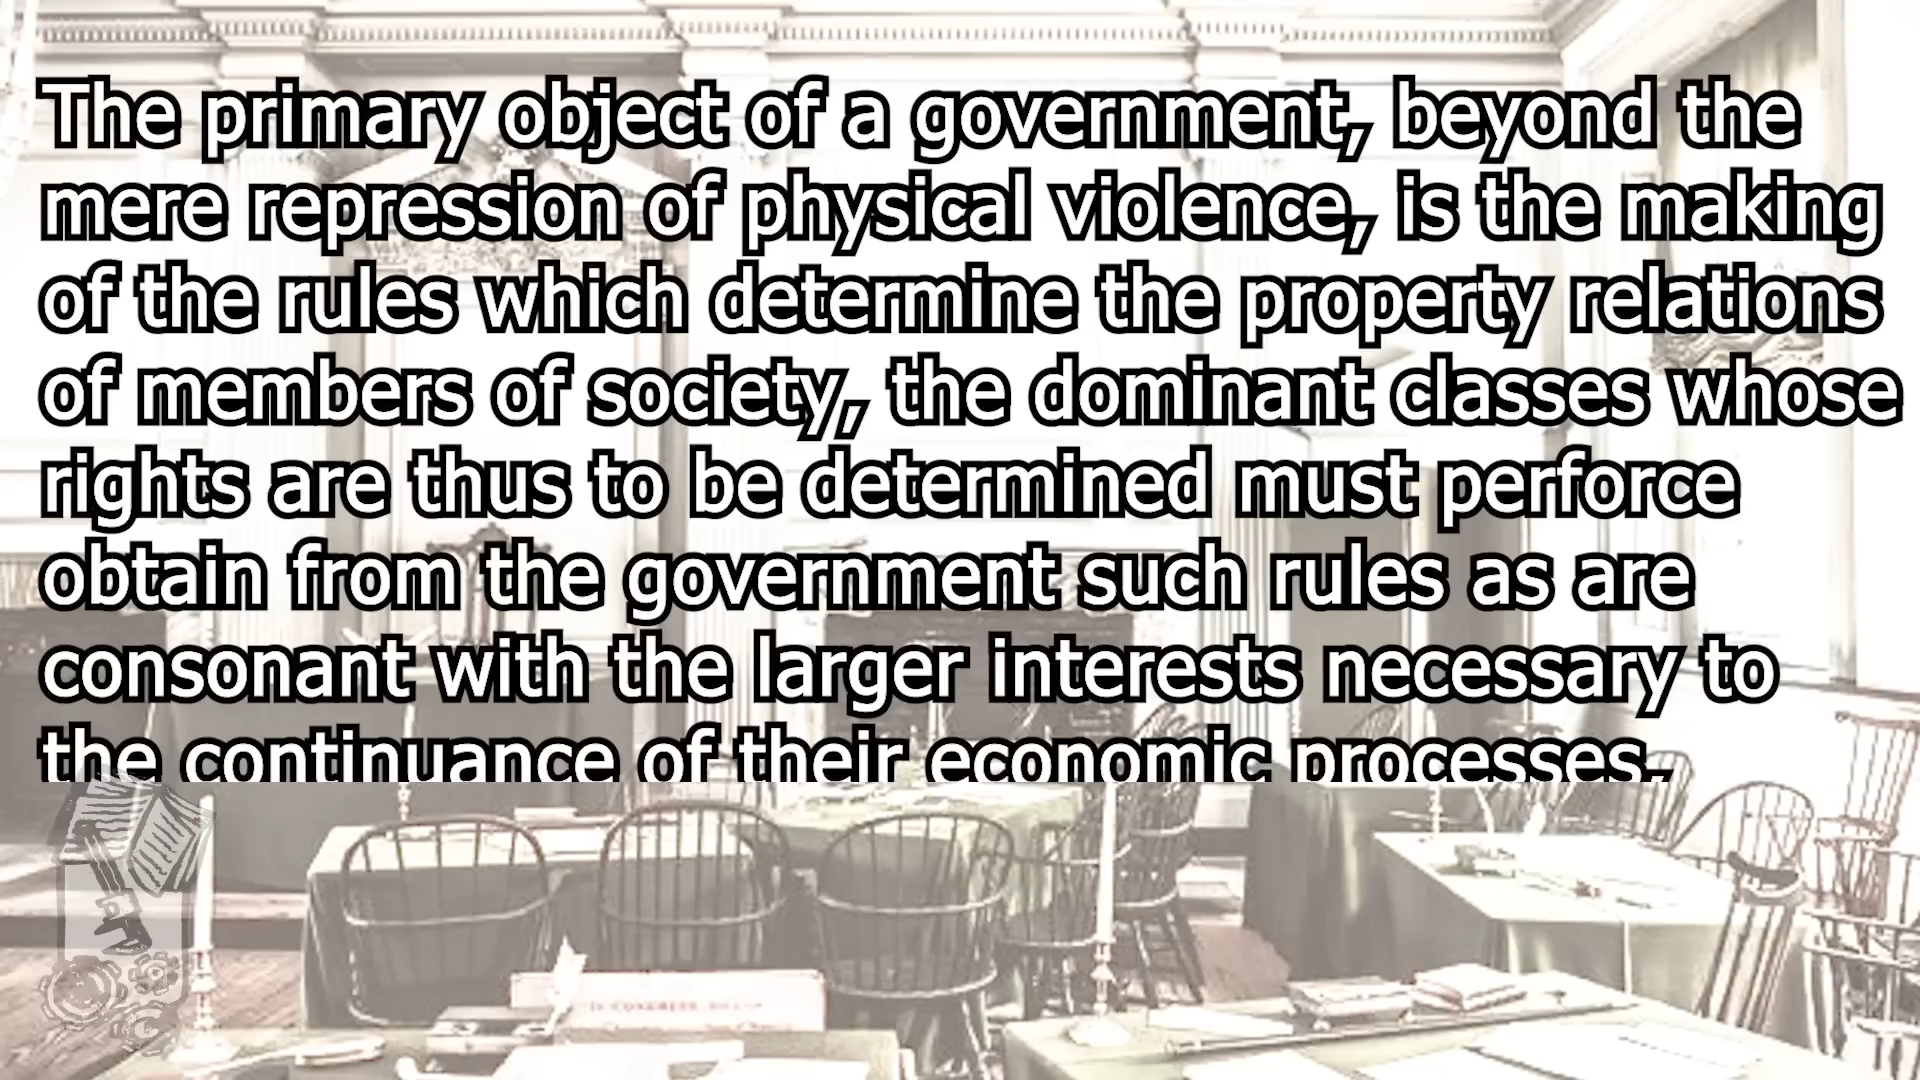 The primary object of a government, beyond the
mere repression of physical violence, is the making
of the rules which determine the property relations
of members of society, the dominant classes whose
rights are thus to be determined must perforce
obtain from the government such rules as are
consonant with the larger interests necessary to
the continuance of their economic processes,